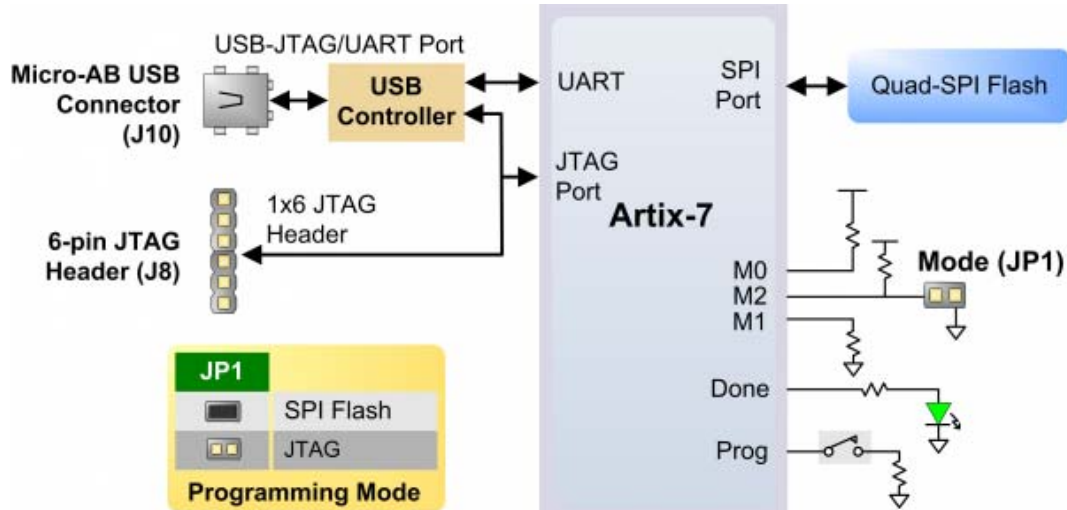 USB-JTAG/UART Port
Micro-AB USB
Connector
(J10)
USB
Controller
UART
SPI
Port
Quad-SPI Flash
JTAG
Port
Artix-7
1x6 JTAG
Header
6-pin JTAG
Header (J8)
M0
M2
M1
Mode (JP1)
Done
Prog
JP1
SPI Flash
JTAG
Programming Mode